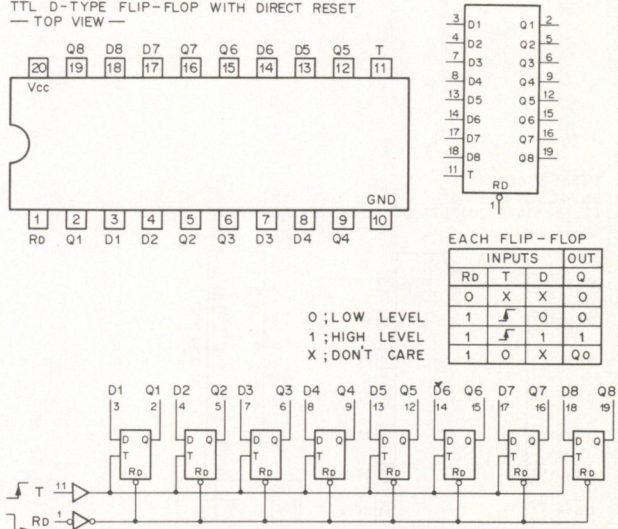 TTL D-TYPE FLIP-FLOP WITH DIRECT RESET
— TOP VIEW —
Q8 D8 D7 Q7 Q6 D6 D5 Q5 T
20 19 18 17 16 15 14 13 12 11
Vcc
GND
1 2 3 4 5 6 7 8 9 10
RD Q1 D1 D2 Q2 Q3 D3 D4 Q4
3 D1 Q1 2
4 D2 Q2 5
7 D3 Q3 6
8 D4 Q4 9
13 D5 Q5 12
14 D6 Q6 15
17 D7 Q7 16
18 D8 Q8 19
11 T
RD
1
EACH FLIP-FLOP
INPUTS OUT
RD T D Q
0 X X 0
1 0 0
1 1 1
1 0 X Q0
0 ; LOW LEVEL
1 ; HIGH LEVEL
X ; DON'T CARE
D1 Q1 D2 Q2 D3 Q3 D4 Q4 D5 Q5 D6 Q6 D7 Q7 D8 Q8
3 2 4 5 7 6 8 9 13 12 14 15 17 16 18 19
D Q D Q D Q D Q D Q D Q D Q D Q
T T T T T T T T
RD RD RD RD RD RD RD RD
T 11
RD 1